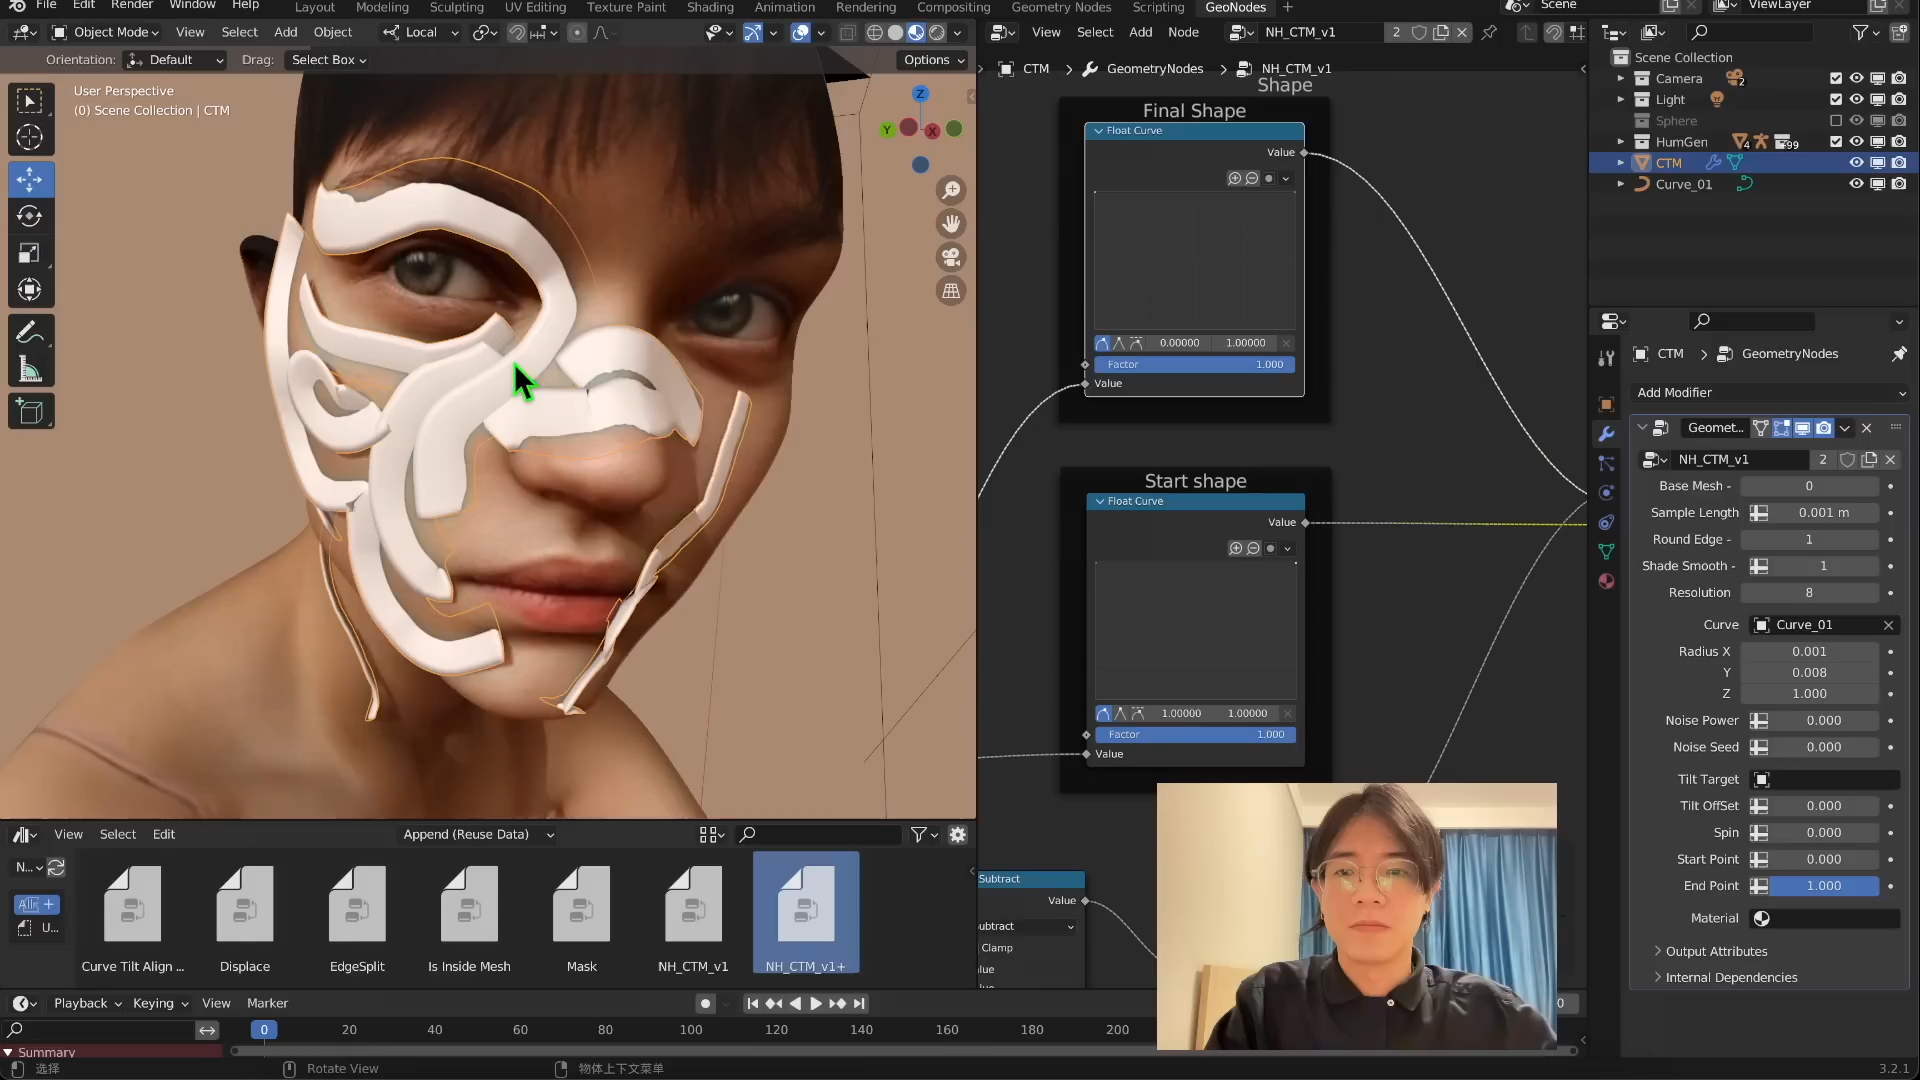 File Edit Render Window Help Layout Modeling Sculpting UV Editing Texture Paint Shading Animation Rendering Compositing Geometry Nodes Scripting GeoNodes + Scene ViewLayer
Object Mode View Select Add Object Local
Orientation: Default Drag: Select Box Options
User Perspective
(0) Scene Collection | CTM
Z
Y X
View Select Add Node NH_CTM_v1 2
CTM > GeometryNodes > NH_CTM_v1
Shape
Final Shape
Float Curve
Value
0.00000 1.00000
Factor 1.000
Value
Start shape
Float Curve
Value
1.00000 1.00000
Factor 1.000
Value
Subtract
Value
ubtract
Clamp
lue
Scene Collection
Camera 2
Light
Sphere
HumGen 4 99
CTM
Curve_01
CTM > GeometryNodes
Add Modifier
Geomet...
NH_CTM_v1 2
Base Mesh - 0
Sample Length 0.001 m
Round Edge - 1
Shade Smooth - 1
Resolution 8
Curve Curve_01
Radius X 0.001
Y 0.008
Z 1.000
Noise Power 0.000
Noise Seed 0.000
Tilt Target
Tilt OffSet 0.000
Spin 0.000
Start Point 0.000
End Point 1.000
Material
Output Attributes
Internal Dependencies
View Select Edit Append (Reuse Data)
N...
All
U...
Curve Tilt Align ... Displace EdgeSplit Is Inside Mesh Mask NH_CTM_v1 NH_CTM_v1+
Playback Keying View Marker
0 20 40 60 80 100 120 140 160 180 200
Summary
选择 Rotate View 物体上下文菜单 3.2.1